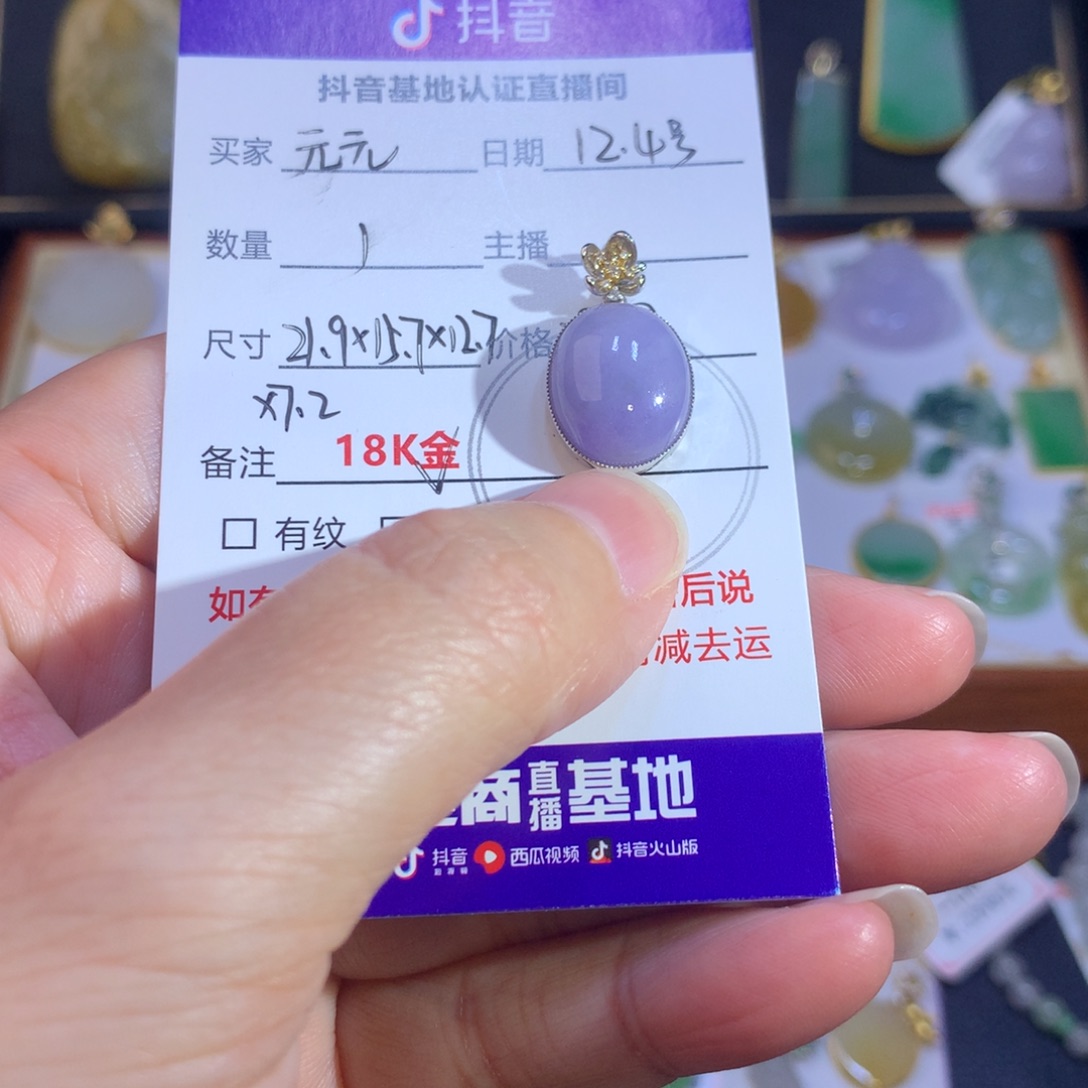 抖音
抖音基地认证直播间
买家 元元 日期 12.4号
数量 1 主播
尺寸 21.9×15.7×12.7 价格
×7.2
备注 18K金
□ 有纹
如 后说
减去运
商直播基地
抖音 西瓜视频 抖音火山版